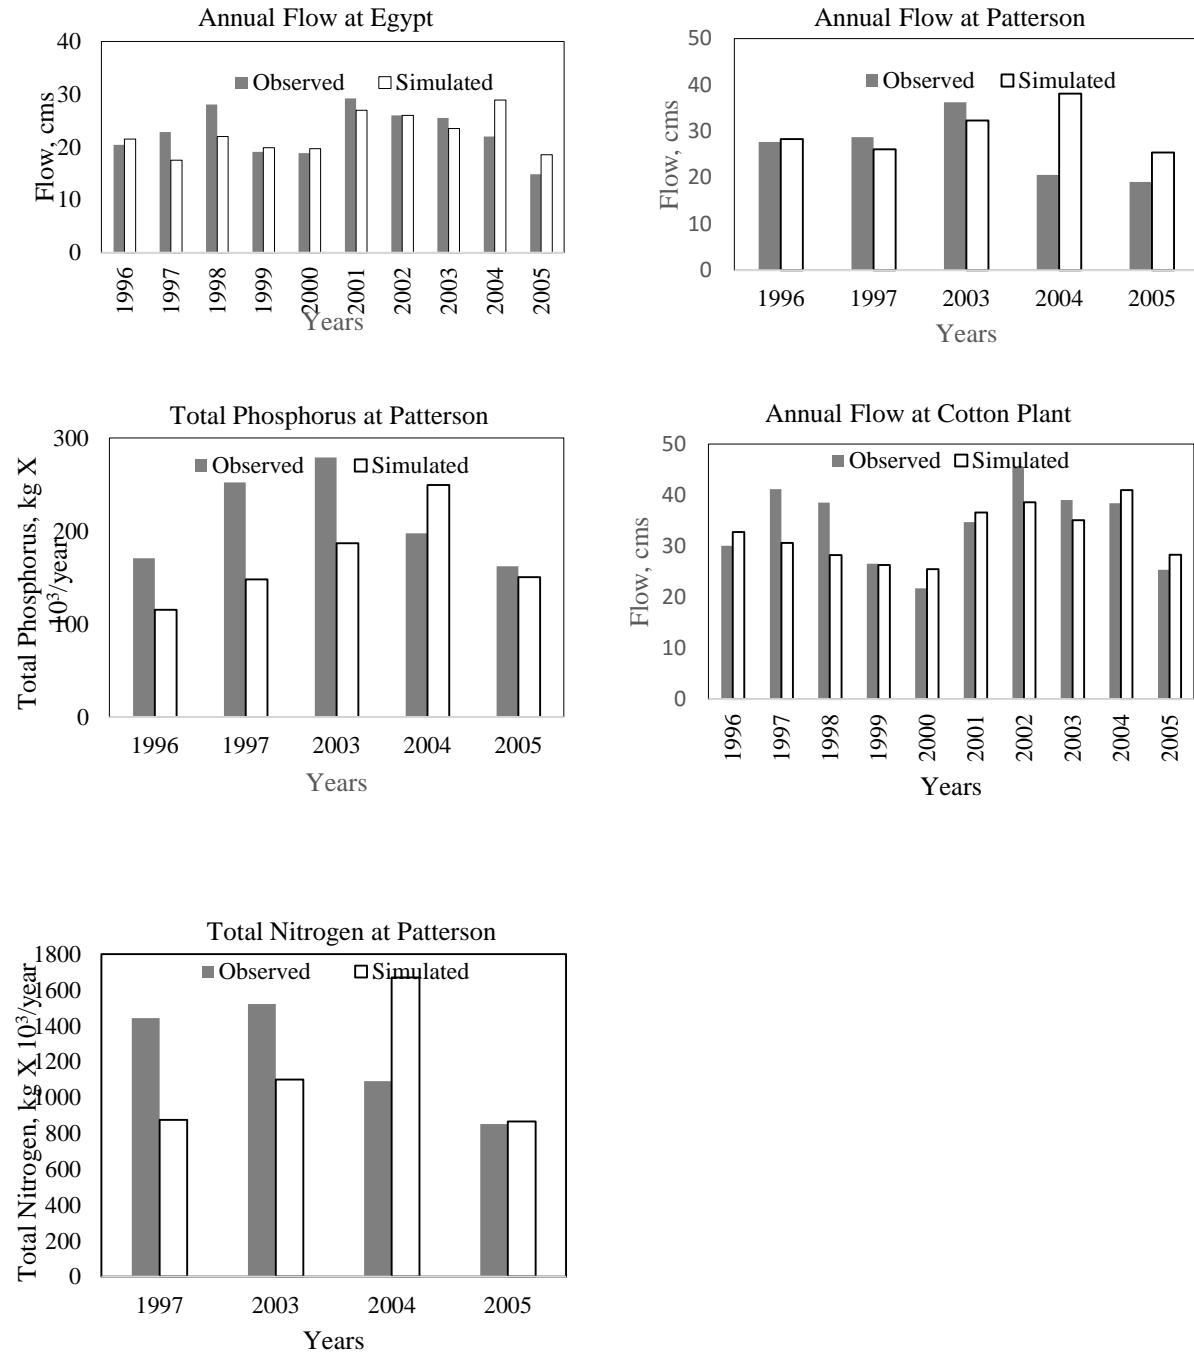 Annual Flow at Egypt
40
30
20
10
0
Flow, cms
Observed
Simulated
1996
1997
1998
1999
2000
2001
2002
2003
2004
2005
Years
Annual Flow at Patterson
50
40
30
20
10
0
Flow, cms
Observed
Simulated
1996 1997 2003 2004 2005
Years
Total Phosphorus at Patterson
300
200
100
0
Total Phosphorus, kg X
10³/year
Observed
Simulated
1996 1997 2003 2004 2005
Years
Annual Flow at Cotton Plant
50
40
30
20
10
0
Flow, cms
Observed
Simulated
1996
1997
1998
1999
2000
2001
2002
2003
2004
2005
Years
Total Nitrogen at Patterson
1800
1600
1400
1200
1000
800
600
400
200
0
Total Nitrogen, kg X 10³/year
Observed
Simulated
1997 2003 2004 2005
Years